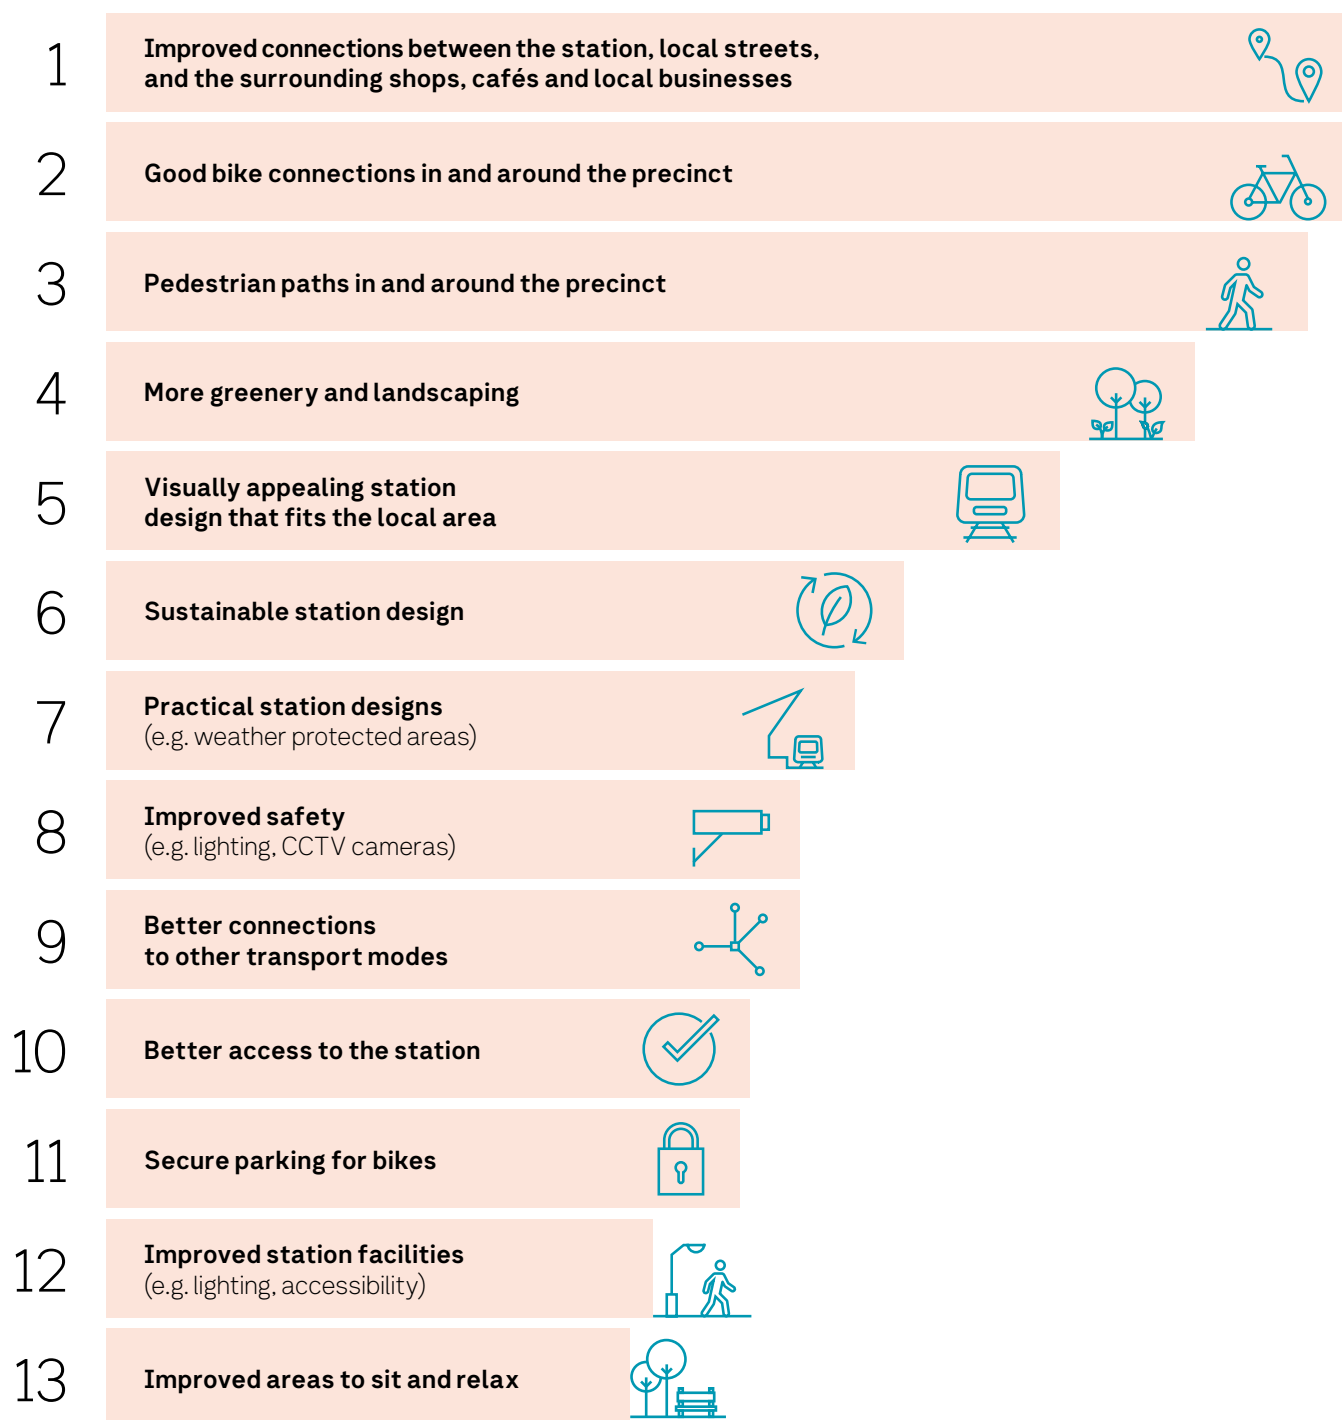 1
Improved connections between the station, local streets,
and the surrounding shops, cafés and local businesses
2
Good bike connections in and around the precinct
3
Pedestrian paths in and around the precinct
4
More greenery and landscaping
5
Visually appealing station
design that fits the local area
6
Sustainable station design
7
Practical station designs
(e.g. weather protected areas)
8
Improved safety
(e.g. lighting, CCTV cameras)
9
Better connections
to other transport modes
10
Better access to the station
11
Secure parking for bikes
12
Improved station facilities
(e.g. lighting, accessibility)
13
Improved areas to sit and relax